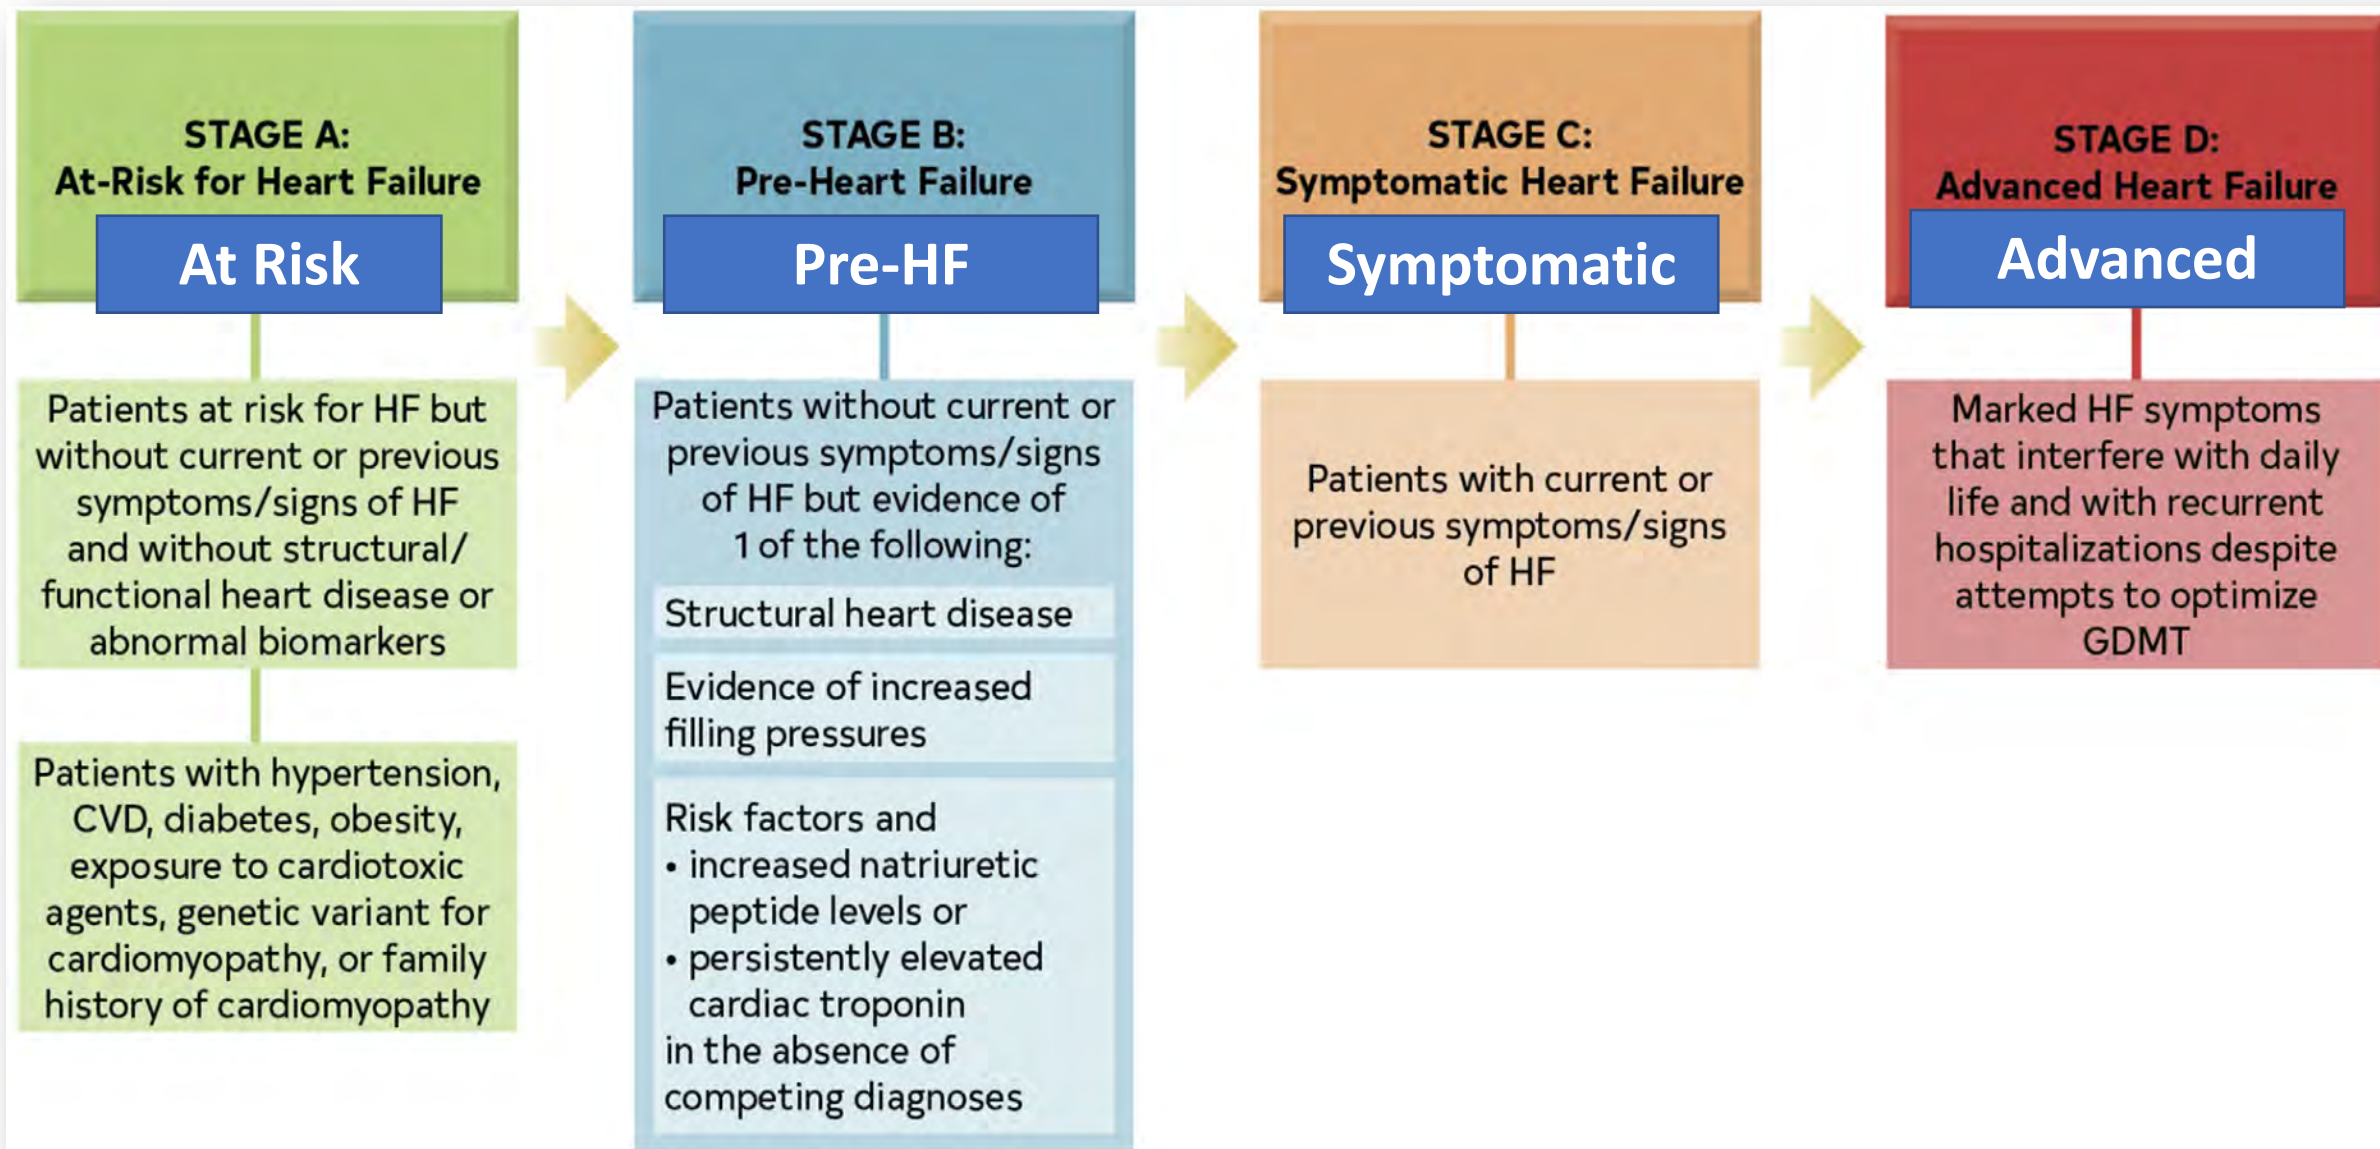 STAGE A:
At-Risk for Heart Failure
At Risk
Patients at risk for HF but
without current or previous
symptoms/signs of HF
and without structural/
functional heart disease or
abnormal biomarkers
Patients with hypertension,
CVD, diabetes, obesity,
exposure to cardiotoxic
agents, genetic variant for
cardiomyopathy, or family
history of cardiomyopathy
STAGE B:
Pre-Heart Failure
Pre-HF
Patients without current or
previous symptoms/signs
of HF but evidence of
1 of the following:
Structural heart disease
Evidence of increased
filling pressures
Risk factors and
• increased natriuretic
peptide levels or
• persistently elevated
cardiac troponin
in the absence of
competing diagnoses
STAGE C:
Symptomatic Heart Failure
Symptomatic
Patients with current or
previous symptoms/signs
of HF
STAGE D:
Advanced Heart Failure
Advanced
Marked HF symptoms
that interfere with daily
life and with recurrent
hospitalizations despite
attempts to optimize
GDMT